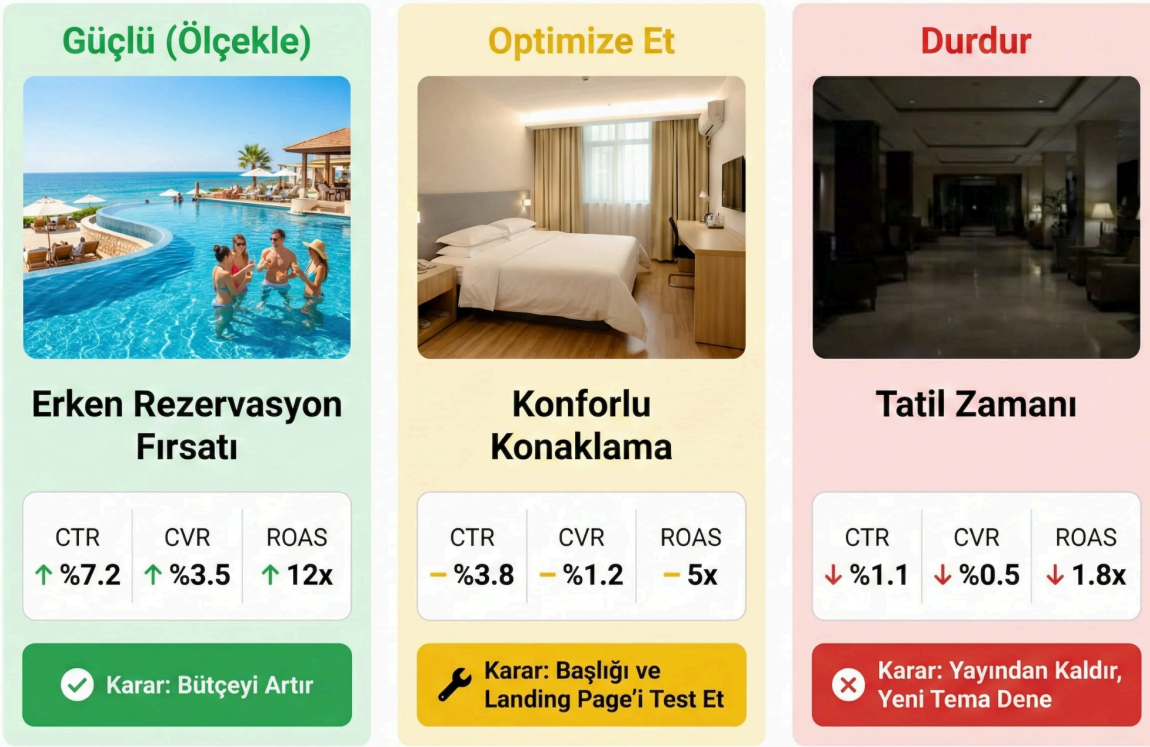 Güçlü (Ölçekle)
Erken Rezervasyon
Fırsatı
CTR
CVR
ROAS
↑ %7.2
↑ %3.5
↑ 12x
Karar: Bütçeyi Artır
Optimize Et
Konforlu
Konaklama
CTR
CVR
ROAS
– %3.8
– %1.2
– 5x
Karar: Başlığı ve
Landing Page'i Test Et
Durdur
Tatil Zamanı
CTR
CVR
ROAS
↓ %1.1
↓ %0.5
↓ 1.8x
Karar: Yayından Kaldır,
Yeni Tema Dene